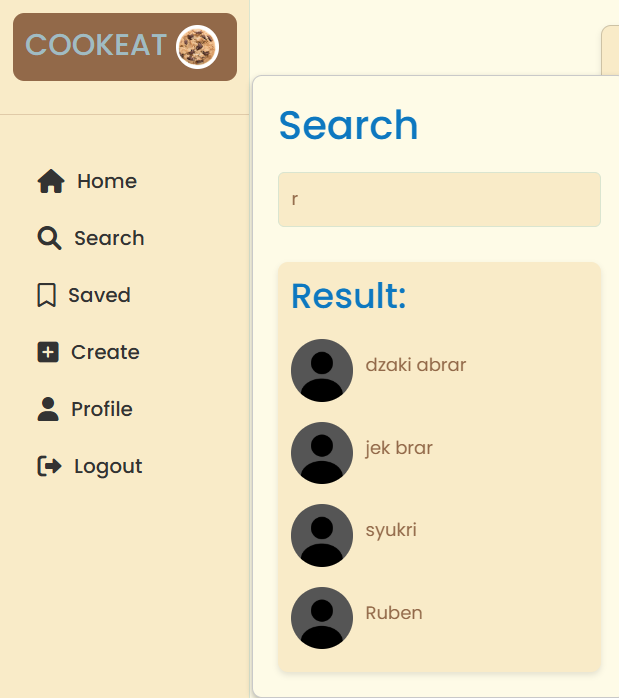 COOKEAT
Home
Search
Saved
Create
Profile
Logout
Search
r
Result:
dzaki abrar
jek brar
syukri
Ruben